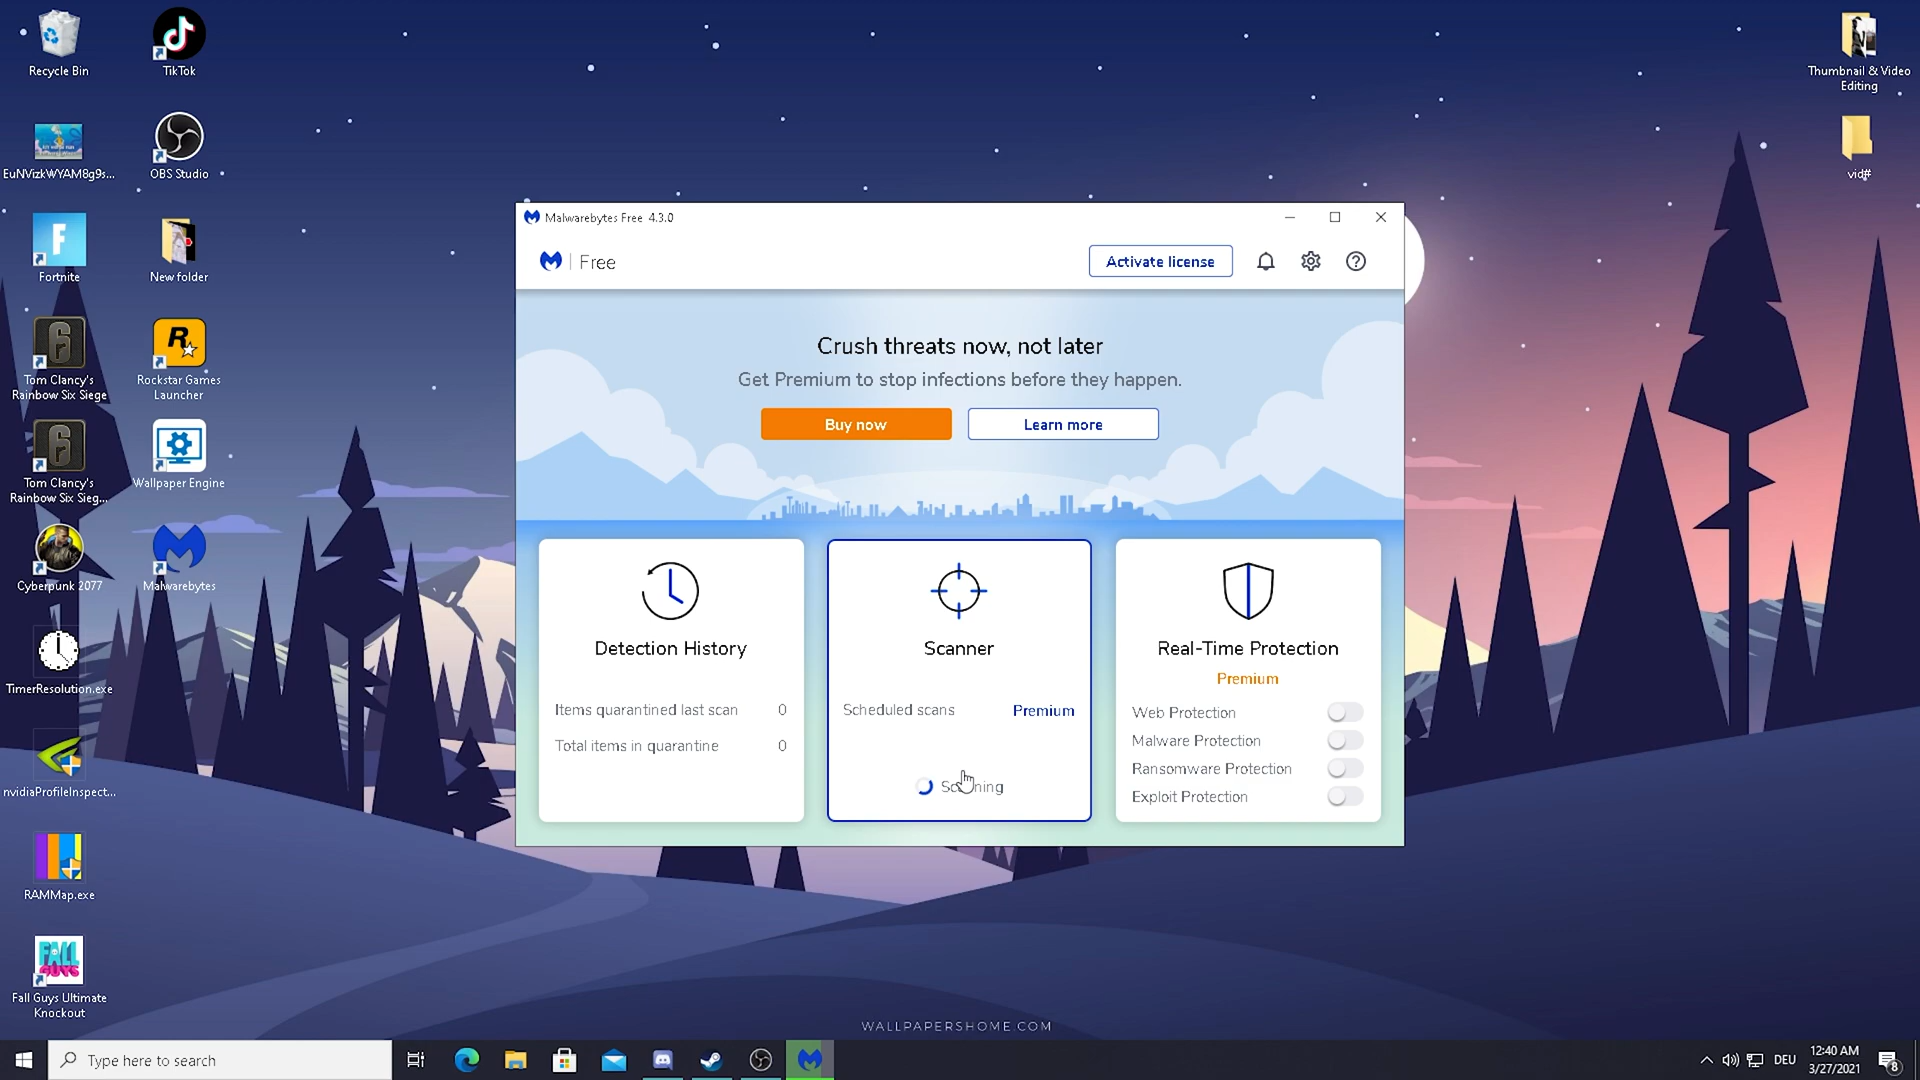 Recycle Bin
TikTok
EuNVizkWYAM8g9s...
OBS Studio
Fortnite
New folder
Tom Clancy's
Rainbow Six Siege
Rockstar Games
Launcher
Tom Clancy's
Rainbow Six Sieg...
Wallpaper Engine
Cyberpunk 2077
Malwarebytes
TimerResolution.exe
nvidiaProfileInspect...
RAMMap.exe
FALL
GUYS
Fall Guys Ultimate
Knockout
Thumbnail & Video
Editing
vid#
Malwarebytes Free 4.3.0
Free
Activate license
Crush threats now, not later
Get Premium to stop infections before they happen.
Buy now
Learn more
Detection History
Items quarantined last scan 0
Total items in quarantine 0
Scanner
Scheduled scans Premium
Real-Time Protection
Premium
Web Protection
Malware Protection
Ransomware Protection
Exploit Protection
WALLPAPERSHOME.COM
Type here to search
DEU
12:40 AM
3/27/2021
8